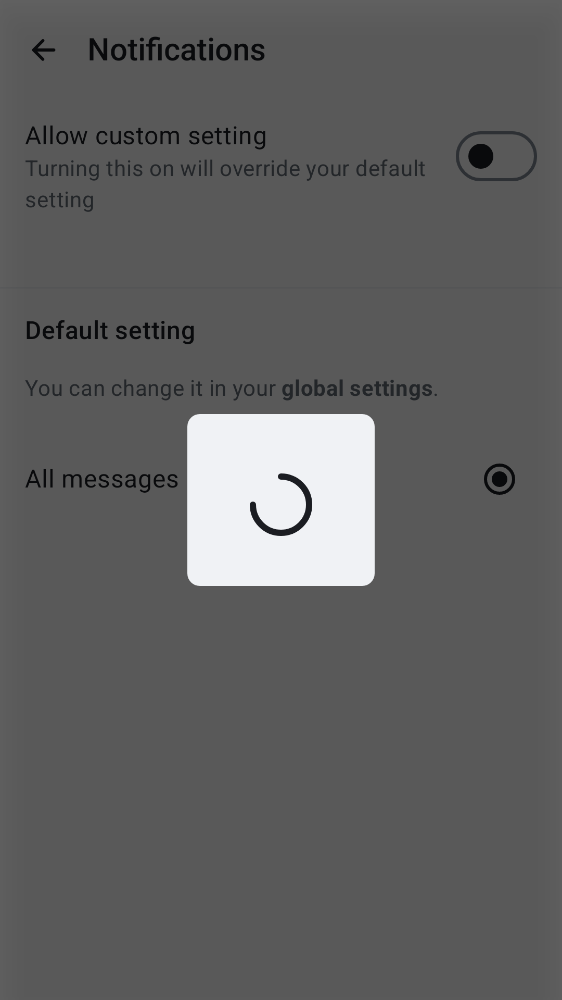 Notifications
Allow custom setting
Turning this on will override your default
setting
Default setting
You can change it in your global settings.
All messages